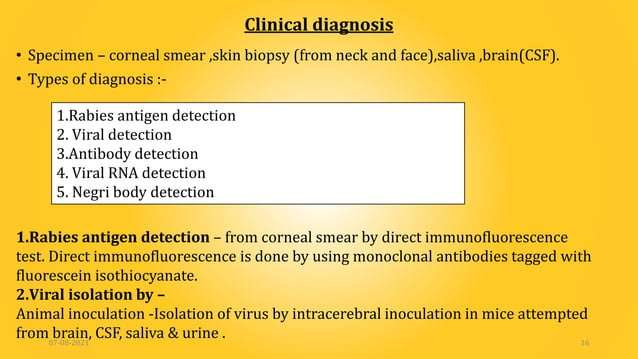 Clinical diagnosis
• Specimen – corneal smear ,skin biopsy (from neck and face),saliva ,brain(CSF).
• Types of diagnosis :-
1.Rabies antigen detection
2. Viral detection
3.Antibody detection
4. Viral RNA detection
5. Negri body detection
1.Rabies antigen detection – from corneal smear by direct immunofluorescence
test. Direct immunofluorescence is done by using monoclonal antibodies tagged with
fluorescein isothiocyanate.
2.Viral isolation by –
Animal inoculation -Isolation of virus by intracerebral inoculation in mice attempted
from brain, CSF, saliva & urine .
07-08-2021
16